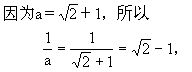 因为a=√2+1, 所以
1/a = 1/(√2+1) = √2-1,